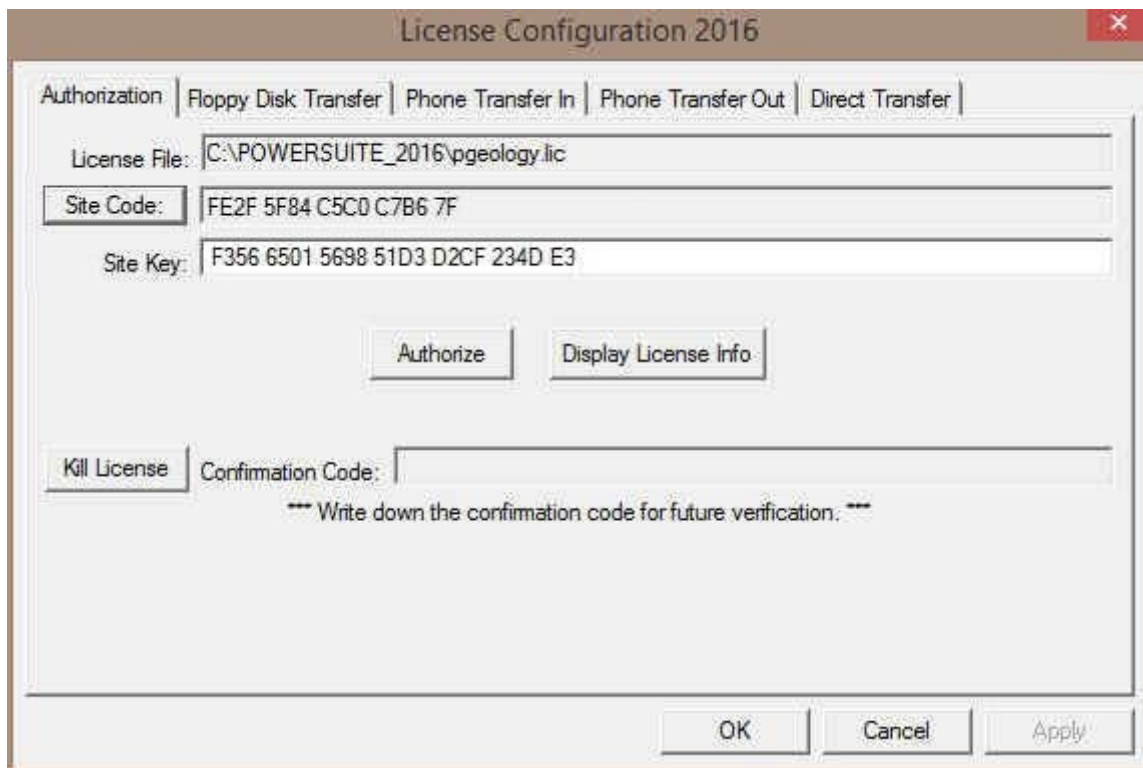 License Configuration 2016
Authorization Floppy Disk Transfer Phone Transfer In Phone Transfer Out Direct Transfer
License File: C:\POWERSUITE_2016\pgeology.lic
Site Code: FE2F 5F84 C5C0 C7B6 7F
Site Key: F356 6501 5698 51D3 D2CF 234D E3
Authorize Display License Info
Kill License Confirmation Code:
*** Write down the confirmation code for future verification. ***
OK Cancel Apply